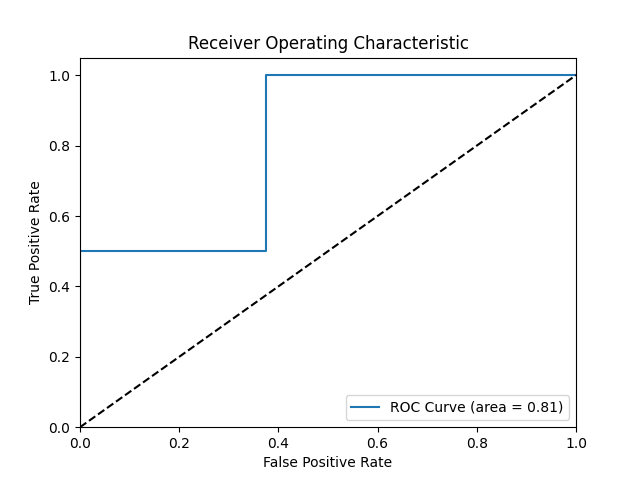 Receiver Operating Characteristic
1.0
0.8
0.6
0.4
0.2
0.0
True Positive Rate
0.0 0.2 0.4 0.6 0.8 1.0
False Positive Rate
ROC Curve (area = 0.81)